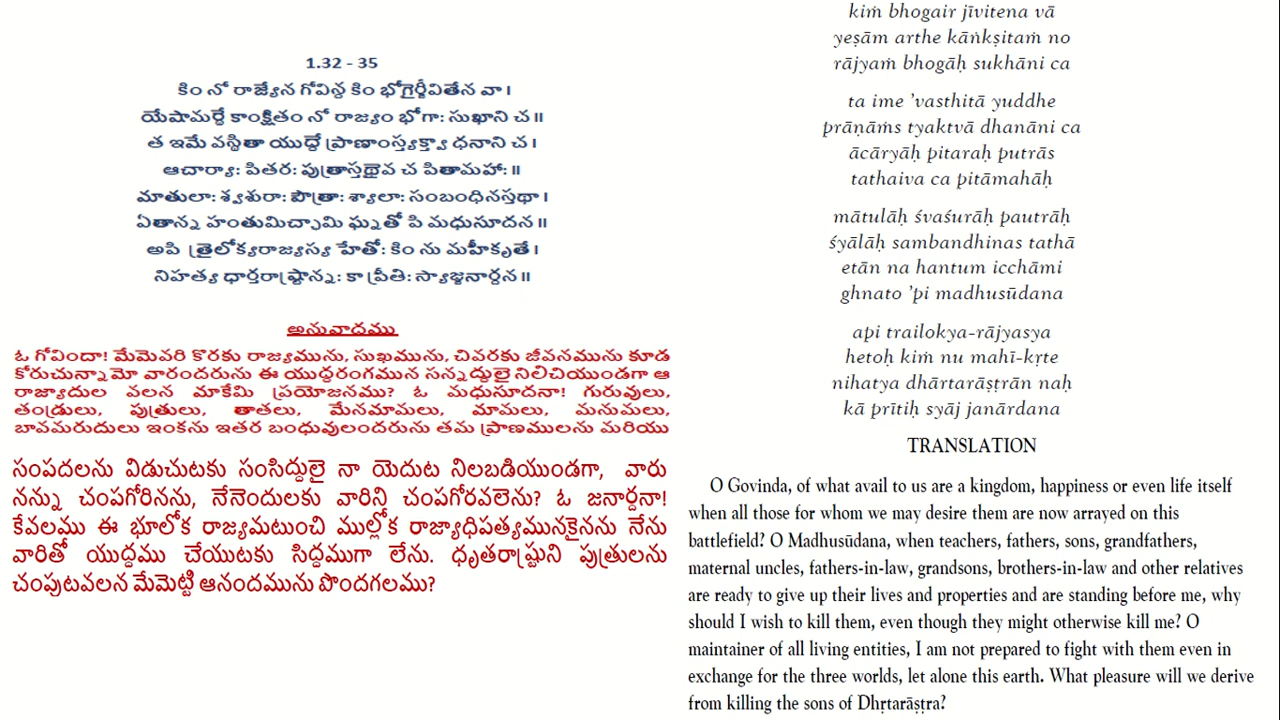 1.32 - 35
కిం నో రాజ్యేన గోవిన్ద కిం భోగైర్జీవితేన వా ।
యేషామర్థే కాంక్షితం నో రాజ్యం భోగా: సుఖాని చ ॥
త ఇమే వస్థితా యుద్ధే ప్రాణాంస్త్యక్త్వా ధనాని చ ।
ఆచార్యా: పితర: పుత్రాస్తథైవ చ పితామహా: ॥
మాతులా: శ్వశురా: పౌత్రా: శ్యాలా: సంబంధినస్తథా ।
ఏతాన్న హంతుమిచ్ఛామి ఘ్నతో పి మధుసూదన ॥
అపి త్రైలోక్యరాజ్యస్య హేతో: కిం ను మహీకృతే ।
నిహత్య ధార్తరాష్ట్రాన్న: కా ప్రీతి: స్యాజ్జనార్దన ॥
అనువాదము
ఓ గోవిందా! మేమెవరి కొరకు రాజ్యమును, సుఖమును, చివరకు జీవనమును కూడ
కోరుచున్నామో వారందరును ఈ యుద్ధరంగమున సన్నద్ధులై నిలిచియుండగా ఆ
రాజ్యాదుల వలన మాకేమి ప్రయోజనము? ఓ మధుసూదనా! గురువులు,
తండ్రులు, పుత్రులు, తాతలు, మేనమామలు, మామలు, మనుమలు,
బావమరుదులు ఇంకను ఇతర బంధువులందరును తమ ప్రాణములను మరియు
సంపదలను విడుచుటకు సంసిద్ధులై నా యెదుట నిలబడియుండగా, వారు
నన్ను చంపగోరినను, నేనెందులకు వారిని చంపగోరవలెను? ఓ జనార్దనా!
కేవలము ఈ భూలోక రాజ్యమటుంచి ముల్లోక రాజ్యాధిపత్యమునకైనను నేను
వారితో యుద్ధము చేయుటకు సిద్ధముగా లేను. ధృతరాష్ట్రుని పుత్రులను
చంపుటవలన మేమెట్టి ఆనందమును పొందగలము?
kiṁ bhogair jīvitena vā
yeṣām arthe kāṅkṣitaṁ no
rājyaṁ bhogāḥ sukhāni ca
ta ime 'vasthitā yuddhe
prāṇāṁs tyaktvā dhanāni ca
ācāryāḥ pitaraḥ putrās
tathaiva ca pitāmahāḥ
mātulāḥ śvaśurāḥ pautrāḥ
śyālāḥ sambandhinas tathā
etān na hantum icchāmi
ghnato 'pi madhusūdana
api trailokya-rājyasya
hetoḥ kiṁ nu mahī-kṛte
nihatya dhārtarāṣṭrān naḥ
kā prītiḥ syāj janārdana
TRANSLATION
O Govinda, of what avail to us are a kingdom, happiness or even life itself
when all those for whom we may desire them are now arrayed on this
battlefield? O Madhusūdana, when teachers, fathers, sons, grandfathers,
maternal uncles, fathers-in-law, grandsons, brothers-in-law and other relatives
are ready to give up their lives and properties and are standing before me, why
should I wish to kill them, even though they might otherwise kill me? O
maintainer of all living entities, I am not prepared to fight with them even in
exchange for the three worlds, let alone this earth. What pleasure will we derive
from killing the sons of Dhṛtarāṣṭra?